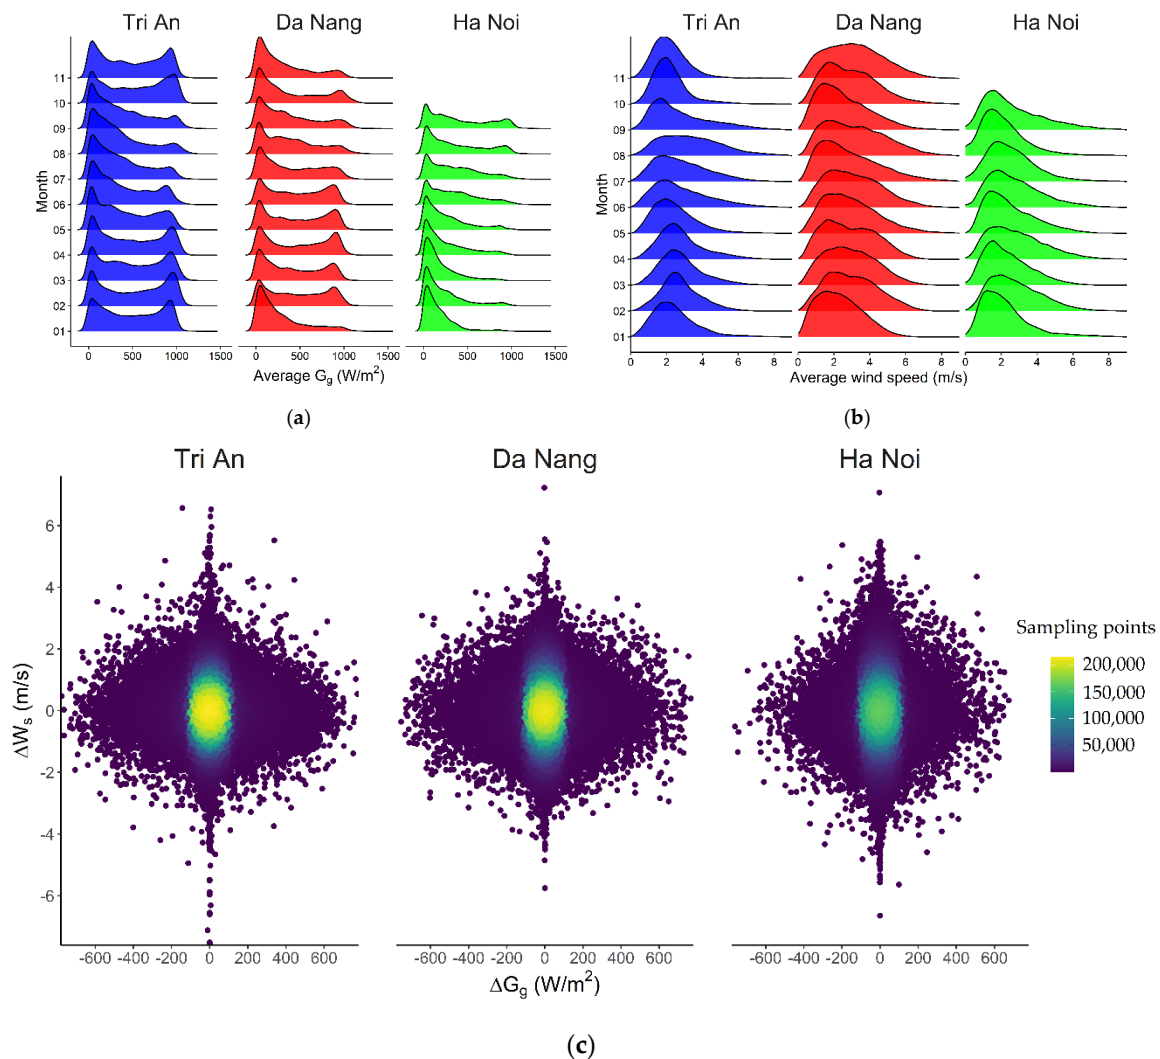 Tri An Da Nang Ha Noi
11
10
09
08
07
06
05
04
03
02
01
Month
0 500 1000 1500 0 500 1000 1500 0 500 1000 1500
Average Gg (W/m²)
(a)
Tri An Da Nang Ha Noi
11
10
09
08
07
06
05
04
03
02
01
Month
0 2 4 6 8 0 2 4 6 8 0 2 4 6 8
Average wind speed (m/s)
(b)
Tri An Da Nang Ha Noi
6
4
2
0
-2
-4
-6
ΔWs (m/s)
-600 -400 -200 0 200 400 600 -600 -400 -200 0 200 400 600 -600 -400 -200 0 200 400 600
ΔGg (W/m²)
Sampling points
200,000
150,000
100,000
50,000
(c)